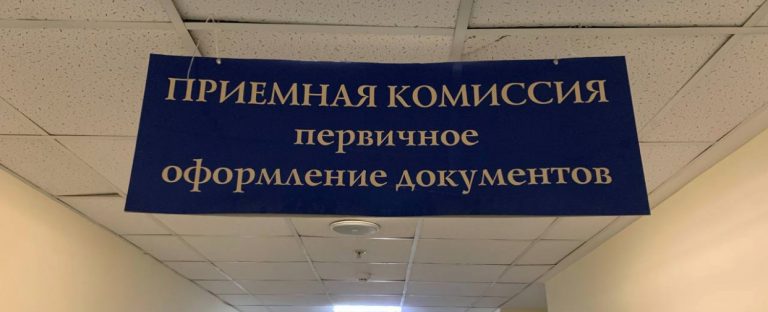 ПРИЕМНАЯ КОМИССИЯ
первичное
оформление документов